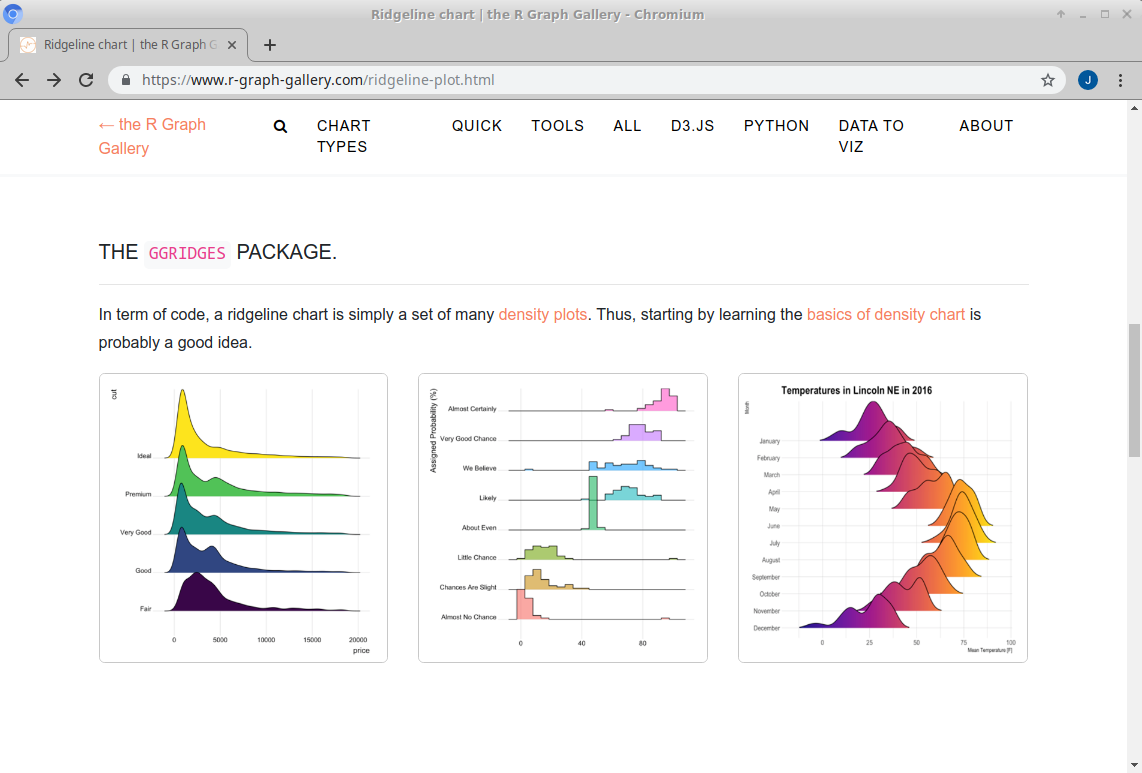 Ridgeline chart | the R Graph Gallery - Chromium
Ridgeline chart | the R Graph G
https://www.r-graph-gallery.com/ridgeline-plot.html
J
← the R Graph
Gallery
CHART
TYPES
QUICK
TOOLS
ALL
D3.JS
PYTHON
DATA TO
VIZ
ABOUT
THE GGRIDGES PACKAGE.
In term of code, a ridgeline chart is simply a set of many density plots. Thus, starting by learning the basics of density chart is
probably a good idea.
cut
Ideal
Premium
Very Good
Good
Fair
0 5000 10000 15000 20000
price
Assigned Probability (%)
Almost Certainly
Very Good Chance
We Believe
Likely
About Even
Little Chance
Chances Are Slight
Almost No Chance
0 40 80
Temperatures in Lincoln NE in 2016
Month
January
February
March
April
May
June
July
August
September
October
November
December
0 25 50 75 100
Mean Temperature [F]